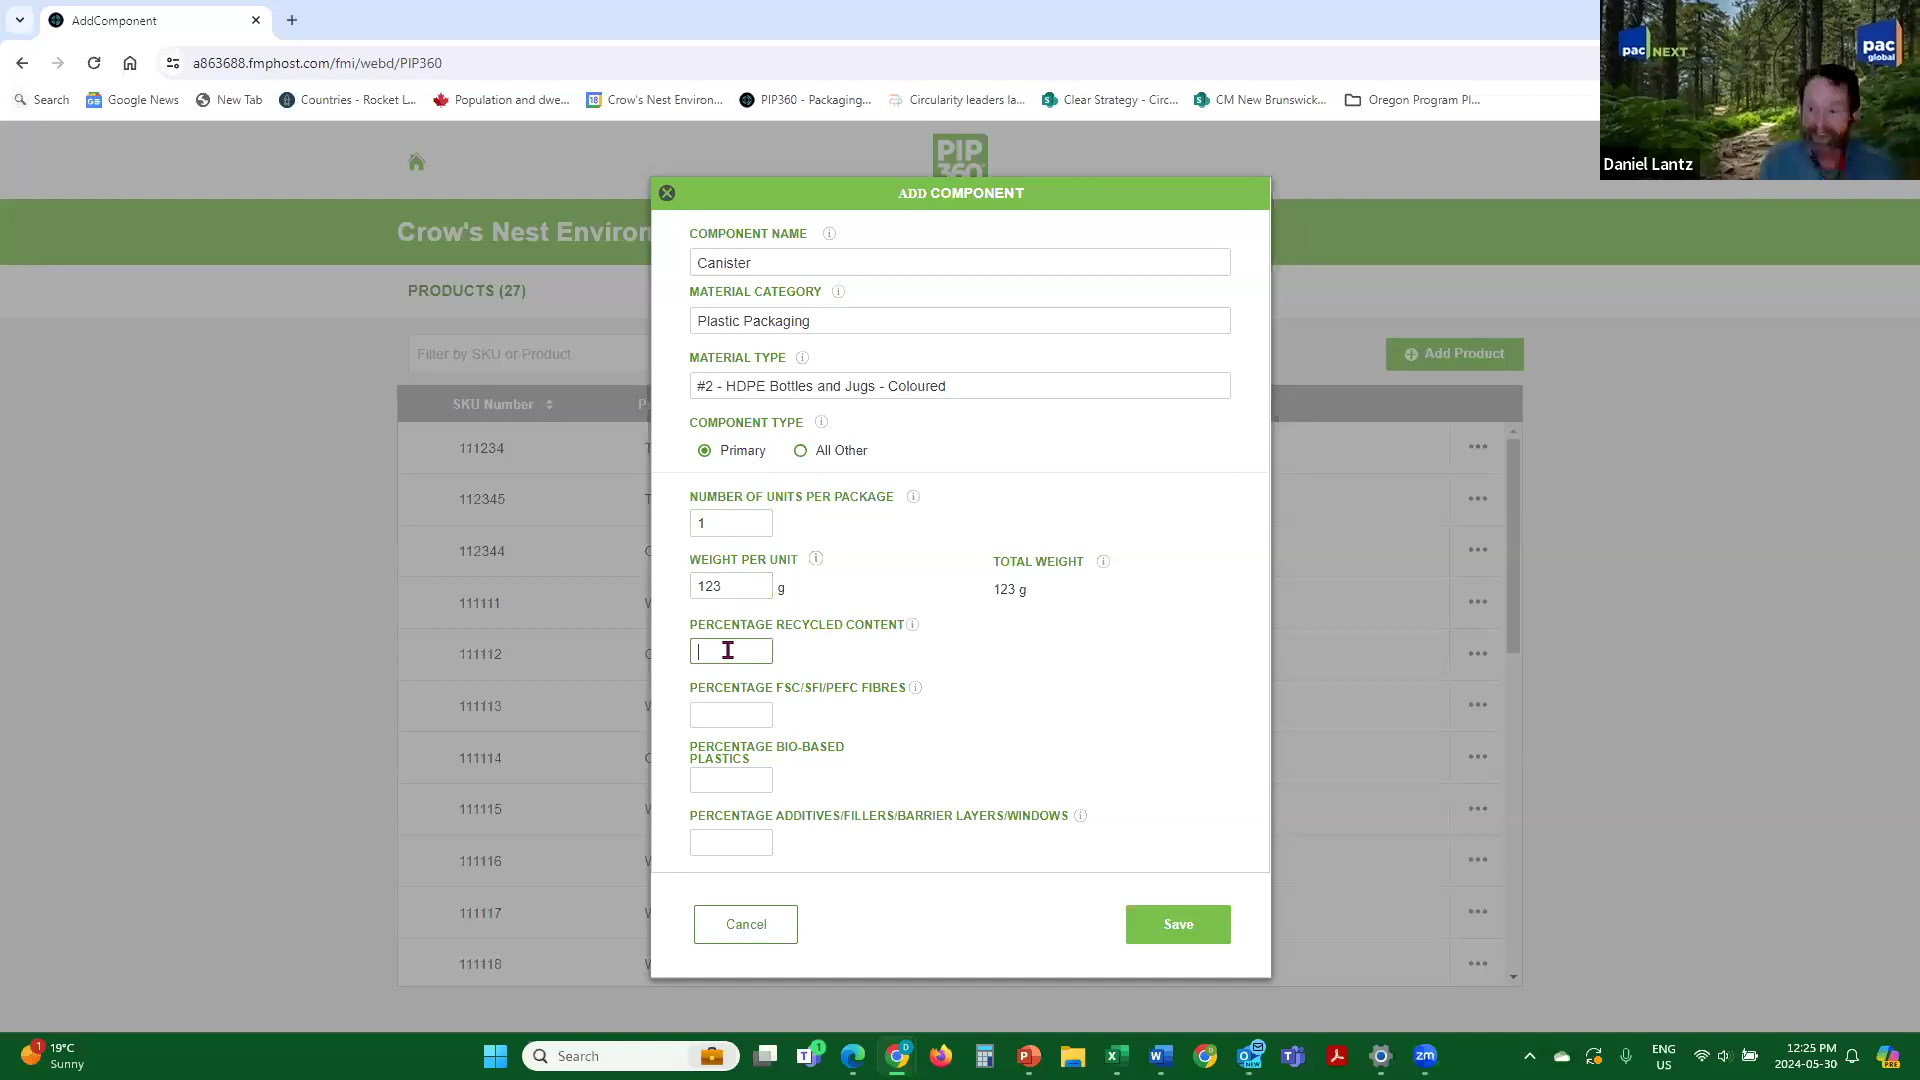 AddComponent
a863688.fmphost.com/fmi/webd/PIP360
Search
Google News
New Tab
Countries - Rocket L...
Population and dwe...
Crow's Nest Environ...
PIP360 - Packaging...
Circularity leaders la...
Clear Strategy - Circ...
CM New Brunswick...
Oregon Program Pl...
pac NEXT
pac global
Daniel Lantz
PIP
360
Crow's Nest Environ
PRODUCTS (27)
Filter by SKU or Product
Add Product
SKU Number
111234
112345
112344
111111
111112
111113
111114
111115
111116
111117
111118
ADD COMPONENT
COMPONENT NAME
Canister
MATERIAL CATEGORY
Plastic Packaging
MATERIAL TYPE
#2 - HDPE Bottles and Jugs - Coloured
COMPONENT TYPE
Primary
All Other
NUMBER OF UNITS PER PACKAGE
1
WEIGHT PER UNIT
TOTAL WEIGHT
123 g
123 g
PERCENTAGE RECYCLED CONTENT
PERCENTAGE FSC/SFI/PEFC FIBRES
PERCENTAGE BIO-BASED
PLASTICS
PERCENTAGE ADDITIVES/FILLERS/BARRIER LAYERS/WINDOWS
Cancel
Save
1
19°C
Sunny
Search
1
D
NEW
zm
ENG
US
12:25 PM
2024-05-30
PRE